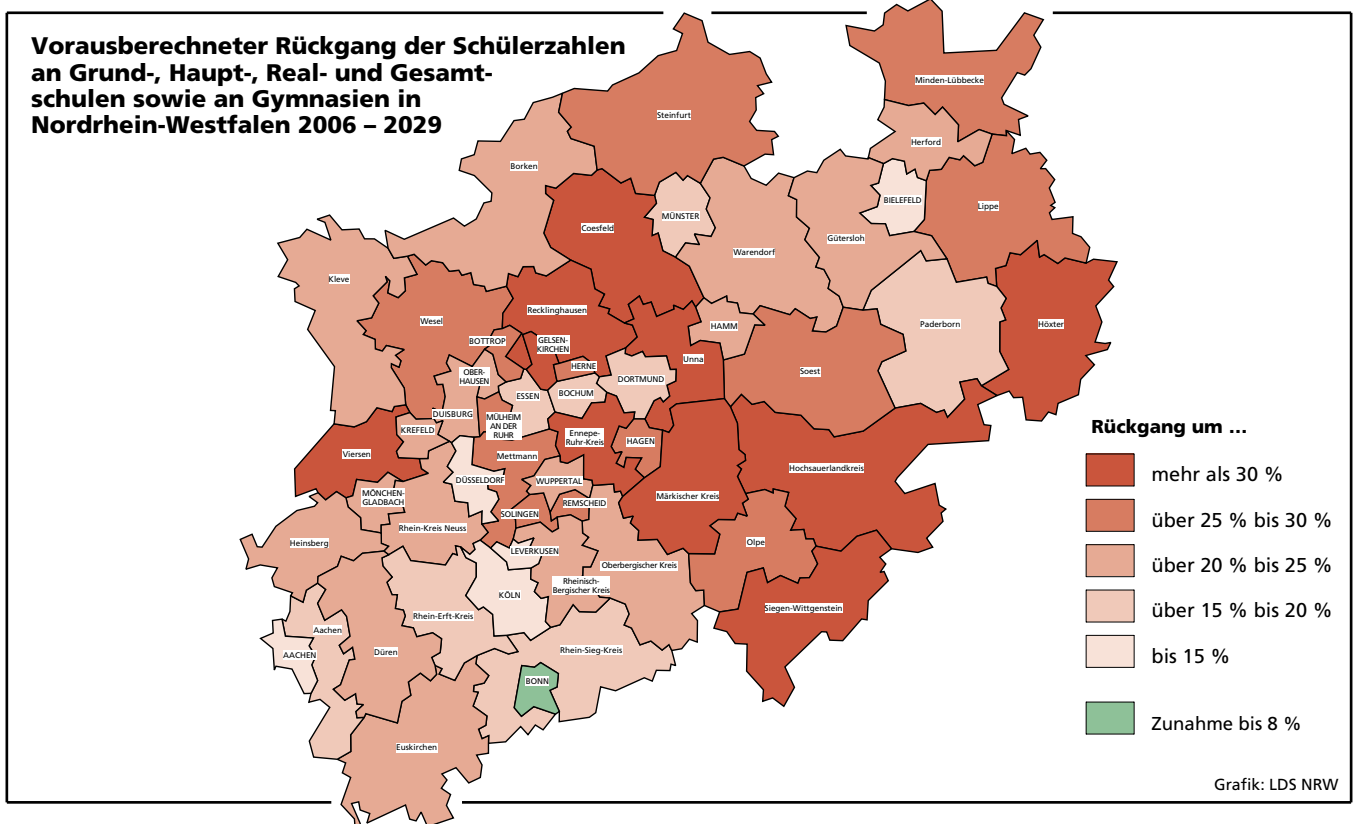 Vorausberechneter Rückgang der Schülerzahlen
an Grund-, Haupt-, Real- und Gesamt-
schulen sowie an Gymnasien in
Nordrhein-Westfalen 2006 – 2029
Minden-Lübbecke
Steinfurt
Herford
Borken
BIELEFELD
Lippe
MÜNSTER
Coesfeld
Gütersloh
Warendorf
Kleve
Recklinghausen
Wesel
Paderborn
Höxter
HAMM
BOTTROP
GELSEN-
KIRCHEN
Unna
HERNE
Soest
OBER-
HAUSEN
DORTMUND
ESSEN
BOCHUM
DUISBURG
MÜLHEIM
AN DER
RUHR
KREFELD
Ennepe-
Ruhr-Kreis
HAGEN
Viersen
Mettmann
Hochsauerlandkreis
DÜSSELDORF
WUPPERTAL
MÖNCHEN-
GLADBACH
Märkischer Kreis
REMSCHEID
SOLINGEN
Rhein-Kreis Neuss
Heinsberg
Olpe
LEVERKUSEN
Oberbergischer Kreis
Rheinisch-
Bergischer Kreis
KÖLN
Siegen-Wittgenstein
Rhein-Erft-Kreis
Aachen
Rhein-Sieg-Kreis
Düren
AACHEN
BONN
Euskirchen
Rückgang um ...
mehr als 30 %
über 25 % bis 30 %
über 20 % bis 25 %
über 15 % bis 20 %
bis 15 %
Zunahme bis 8 %
Grafik: LDS NRW